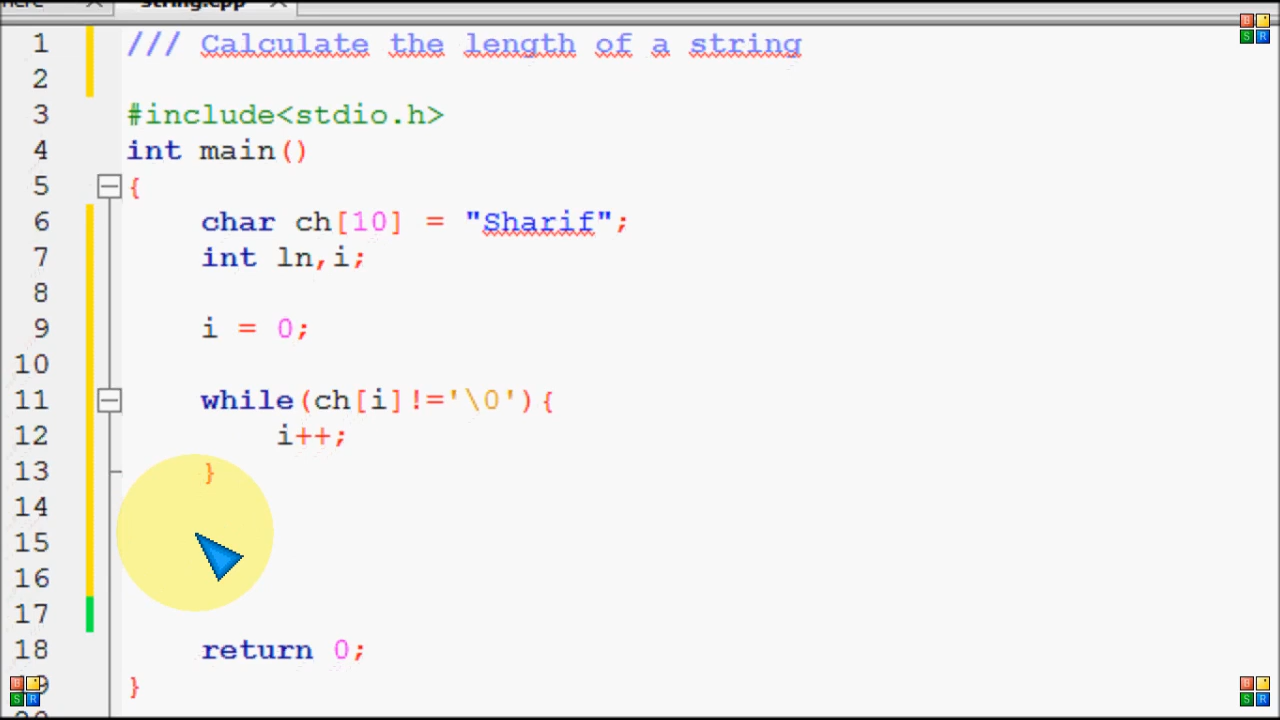 string.cpp
1 /// Calculate the length of a string
2
3 #include<stdio.h>
4 int main()
5 {
6 char ch[10] = "Sharif";
7 int ln,i;
8
9 i = 0;
10
11 while(ch[i]!='\0'){
12 i++;
13 }
14
15
16
17
18 return 0;
}